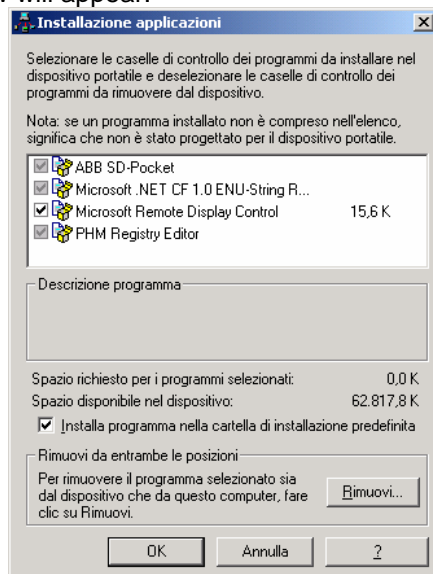 will appear:
Installazione applicazioni
Selezionare le caselle di controllo dei programmi da installare nel
dispositivo portatile e deselezionare le caselle di controllo dei
programmi da rimuovere dal dispositivo.
Nota: se un programma installato non è compreso nell'elenco,
significa che non è stato progettato per il dispositivo portatile.
ABB SD-Pocket
Microsoft .NET CF 1.0 ENU-String R...
Microsoft Remote Display Control 15,6 K
PHM Registry Editor
Descrizione programma
Spazio richiesto per i programmi selezionati: 0,0 K
Spazio disponibile nel dispositivo: 62.817,8 K
Installa programma nella cartella di installazione predefinita
Rimuovi da entrambe le posizioni
Per rimuovere il programma selezionato sia
dal dispositivo che da questo computer, fare
clic su Rimuovi.
Rimuovi...
OK Annulla ?